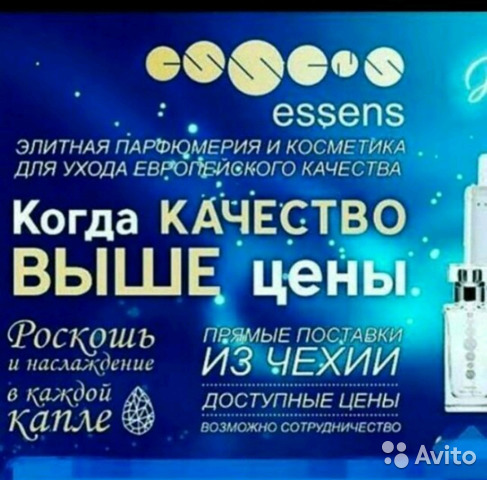 essens
essens
ЭЛИТНАЯ ПАРФЮМЕРИЯ И КОСМЕТИКА
ДЛЯ УХОДА ЕВРОПЕЙСКОГО КАЧЕСТВА
Когда КАЧЕСТВО
ВЫШЕ цены.
Роскошь
и наслаждение
в каждой
капле
ПРЯМЫЕ ПОСТАВКИ
ИЗ ЧЕХИИ
ДОСТУПНЫЕ ЦЕНЫ
ВОЗМОЖНО СОТРУДНИЧЕСТВО
Avito